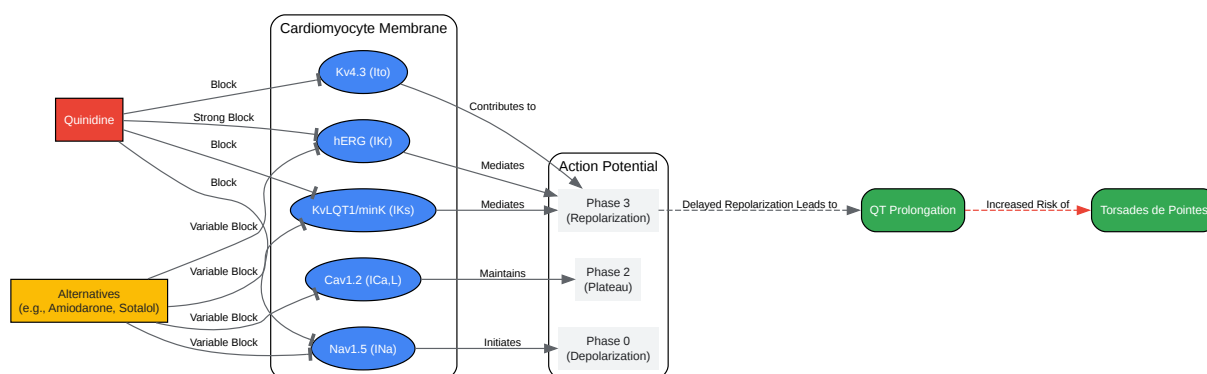 Cardiomyocyte Membrane
Kv4.3 (Ito)
Block
Contributes to
Quinidine
Strong Block
hERG (IKr)
Block
Mediates
Action Potential
Block
KvLQT1/minK (IKs)
Mediates
Phase 3
(Repolarization)
Delayed Repolarization Leads to
QT Prolongation
Increased Risk of
Torsades de Pointes
Variable Block
Variable Block
Cav1.2 (ICa,L)
Maintains
Phase 2
(Plateau)
Alternatives
(e.g., Amiodarone, Sotalol)
Variable Block
Variable Block
Nav1.5 (INa)
Initiates
Phase 0
(Depolarization)